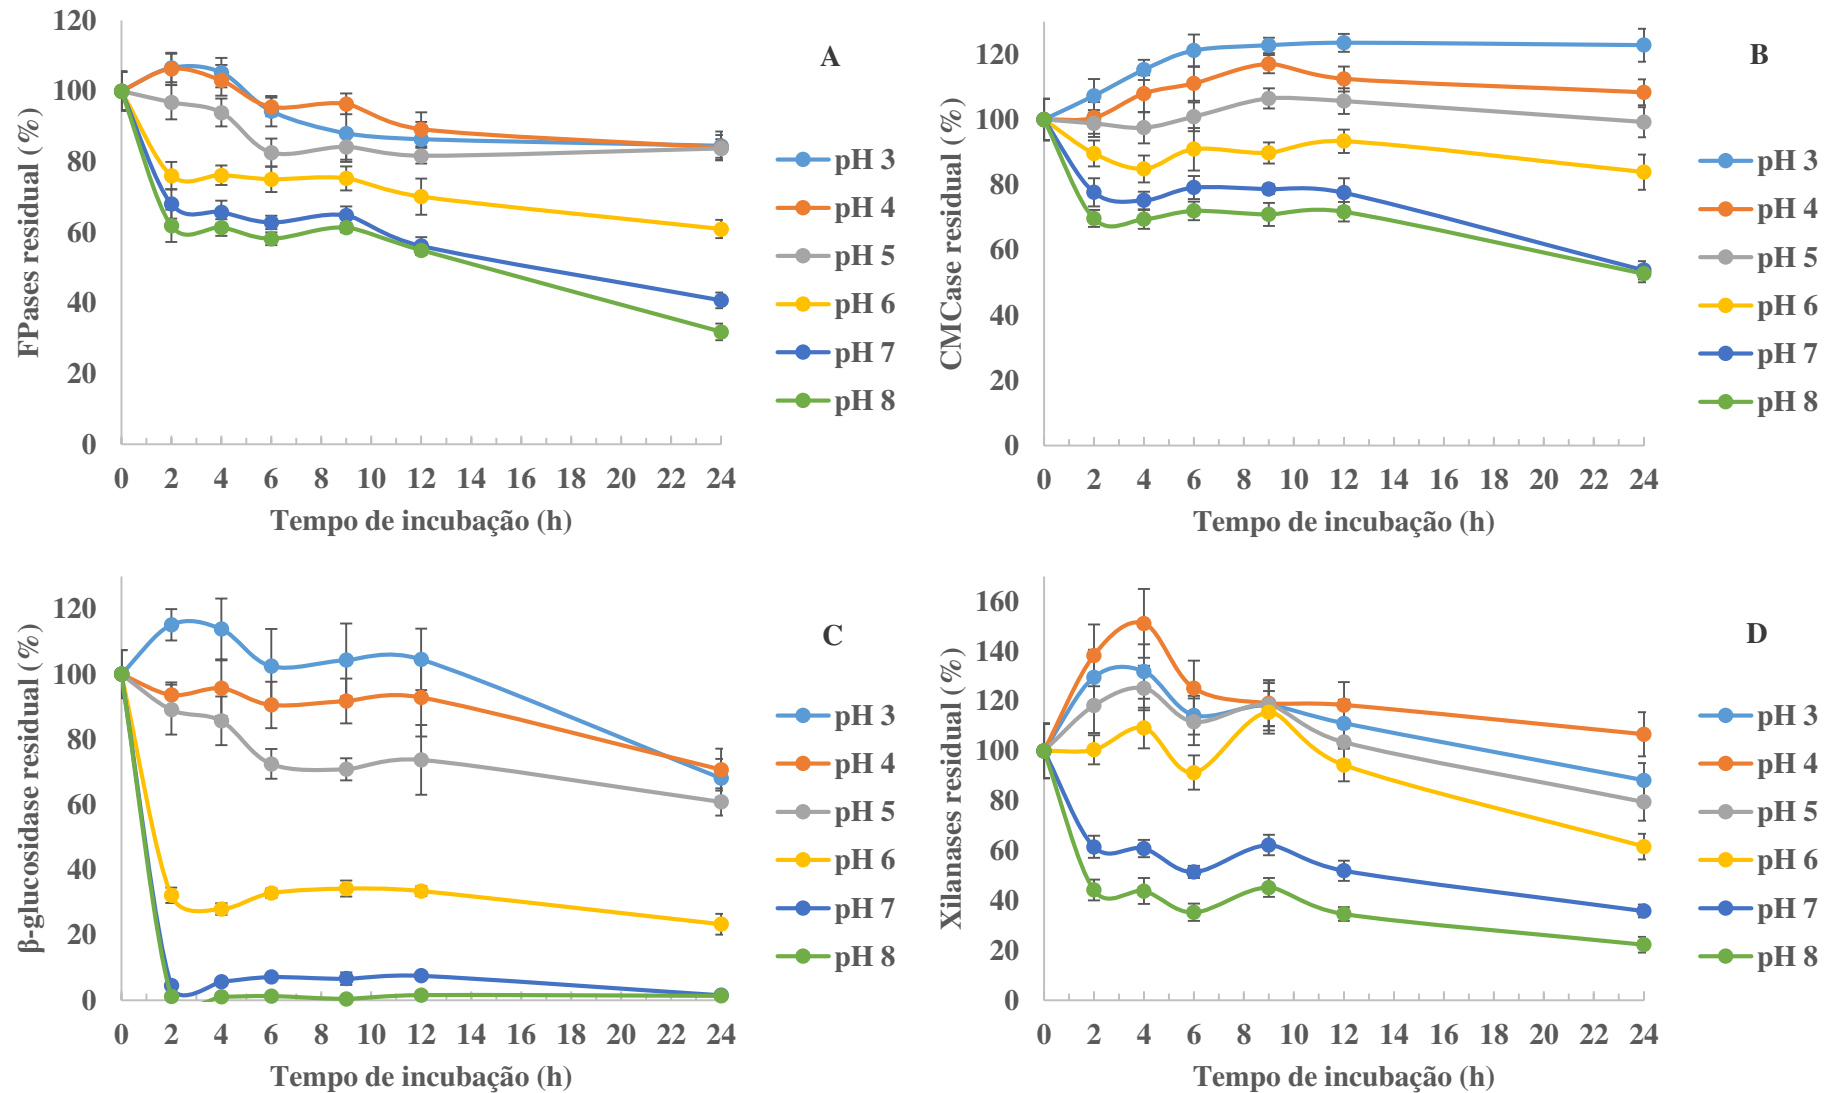 A
FPases residual (%)
120
100
80
60
40
20
0
0 2 4 6 8 10 12 14 16 18 20 22 24
Tempo de incubação (h)
pH 3
pH 4
pH 5
pH 6
pH 7
pH 8
B
CMCase residual (%)
120
100
80
60
40
20
0
0 2 4 6 8 10 12 14 16 18 20 22 24
Tempo de incubação (h)
pH 3
pH 4
pH 5
pH 6
pH 7
pH 8
C
β-glucosidase residual (%)
120
100
80
60
40
20
0
0 2 4 6 8 10 12 14 16 18 20 22 24
Tempo de incubação (h)
pH 3
pH 4
pH 5
pH 6
pH 7
pH 8
D
Xilanases residual (%)
160
140
120
100
80
60
40
20
0
0 2 4 6 8 10 12 14 16 18 20 22 24
Tempo de incubação (h)
pH 3
pH 4
pH 5
pH 6
pH 7
pH 8